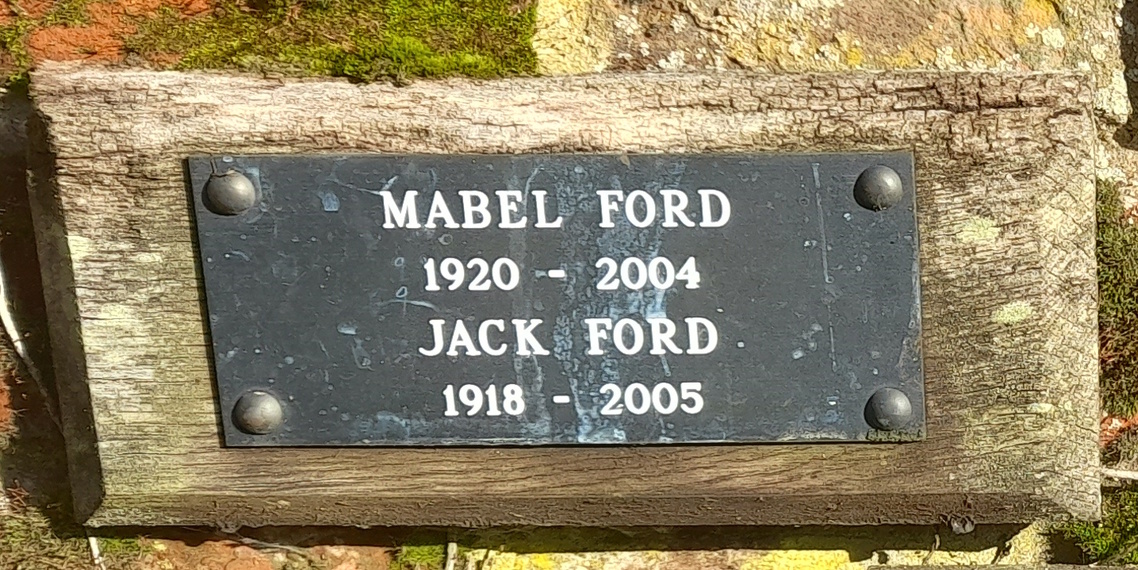 MABEL FORD
1920 - 2004
JACK FORD
1918 - 2005